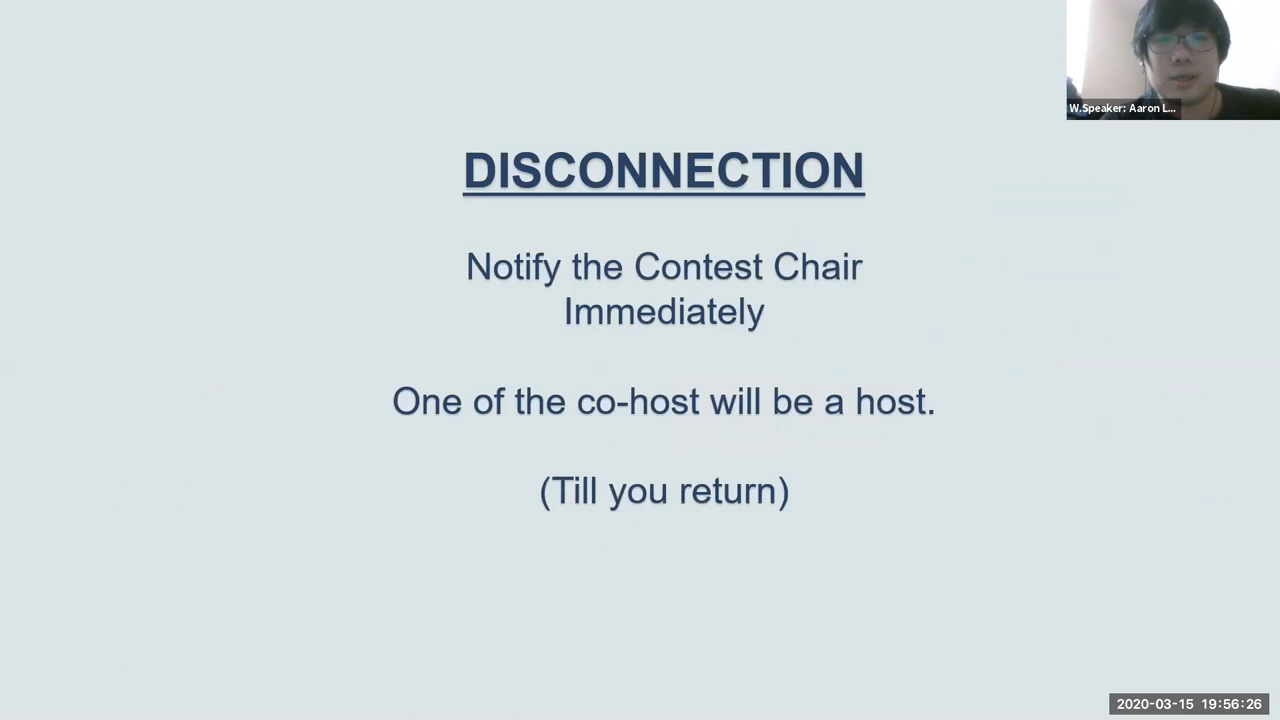 W.Speaker: Aaron L...
DISCONNECTION
Notify the Contest Chair
Immediately
One of the co-host will be a host.
(Till you return)
2020-03-15 19:56:26